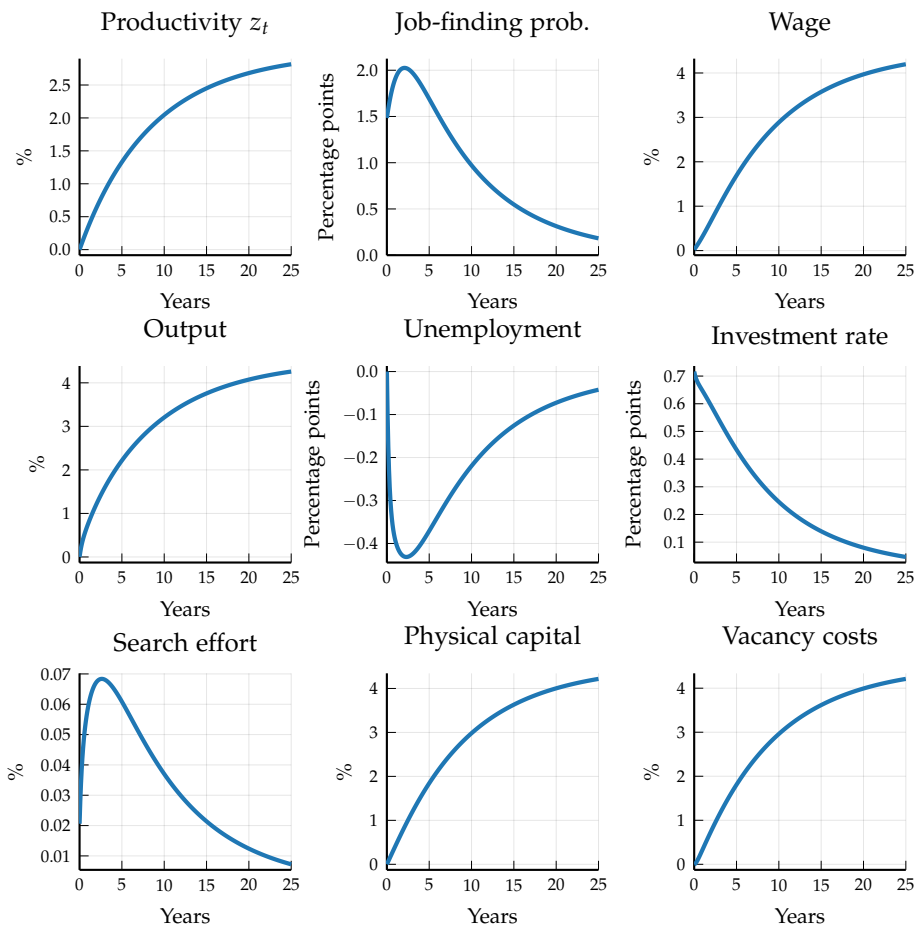 Productivity z_t
%
2.5
2.0
1.5
1.0
0.5
0.0
0 5 10 15 20 25
Years
Job-finding prob.
Percentage points
2.0
1.5
1.0
0.5
0.0
0 5 10 15 20 25
Years
Wage
%
4
3
2
1
0
0 5 10 15 20 25
Years
Output
%
4
3
2
1
0
0 5 10 15 20 25
Years
Unemployment
Percentage points
0.0
−0.1
−0.2
−0.3
−0.4
0 5 10 15 20 25
Years
Investment rate
Percentage points
0.7
0.6
0.5
0.4
0.3
0.2
0.1
0 5 10 15 20 25
Years
Search effort
%
0.07
0.06
0.05
0.04
0.03
0.02
0.01
0 5 10 15 20 25
Years
Physical capital
%
4
3
2
1
0
0 5 10 15 20 25
Years
Vacancy costs
%
4
3
2
1
0
0 5 10 15 20 25
Years